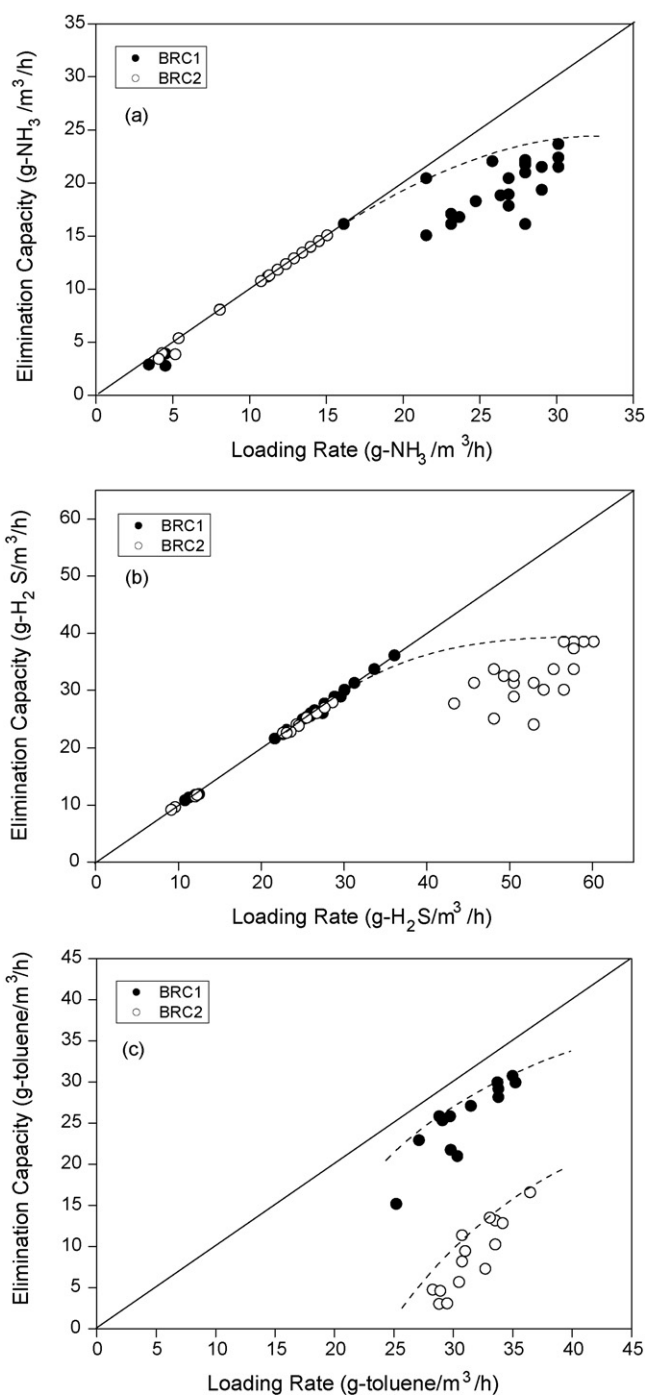 35
30
25
20
15
10
5
0
Elimination Capacity (g-NH₃ /m³/h)
BRC1
BRC2
(a)
0 5 10 15 20 25 30 35
Loading Rate (g-NH₃ /m³/h)
60
50
40
30
20
10
0
Elimination Capacity (g-H₂ S/m³/h)
BRC1
BRC2
(b)
0 10 20 30 40 50 60
Loading Rate (g-H₂S/m³ /h)
45
40
35
30
25
20
15
10
5
0
Elimination Capacity (g-toluene/m³/h)
BRC1
BRC2
(c)
0 5 10 15 20 25 30 35 40 45
Loading Rate (g-toluene/m³/h)